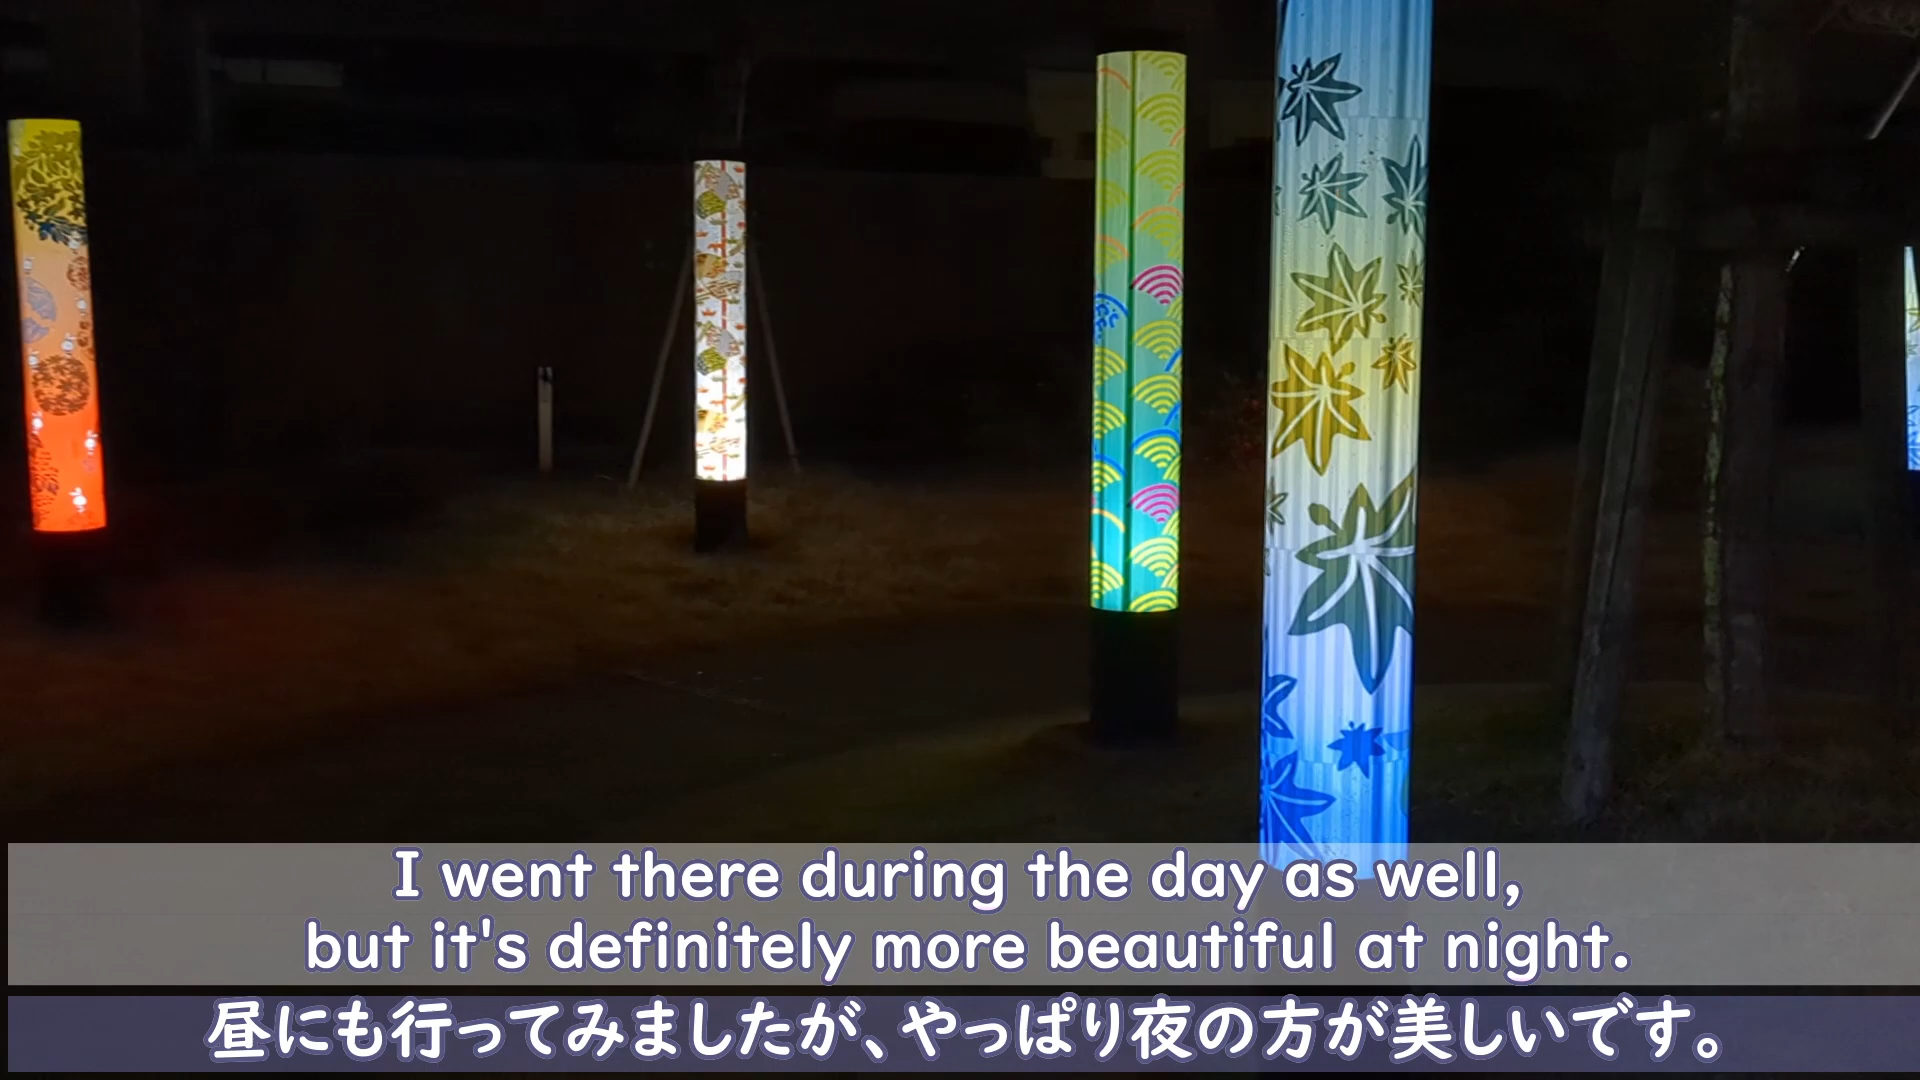 I went there during the day as well,
but it's definitely more beautiful at night.
昼にも行ってみましたが、やっぱり夜の方が美しいです。